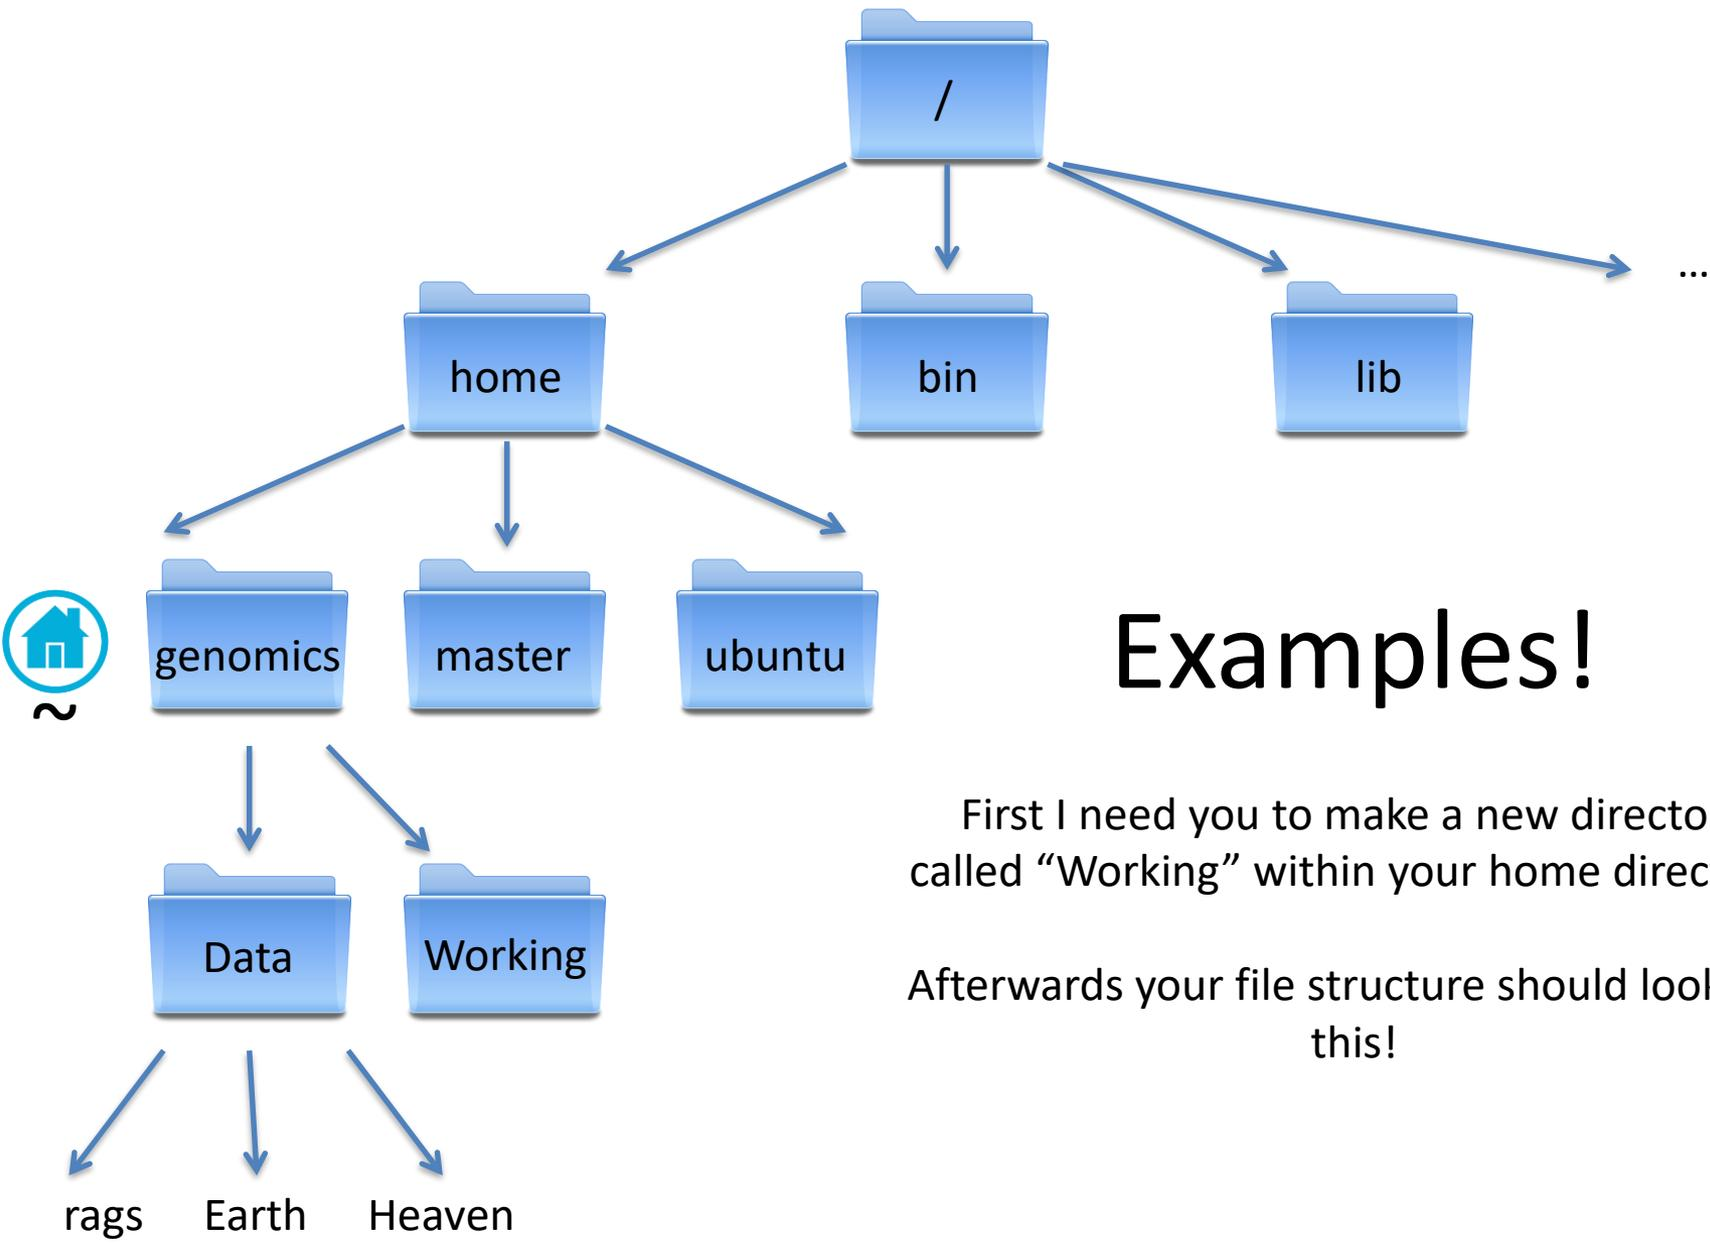 /
...
home
bin
lib
genomics
master
ubuntu
~
Examples!
First I need you to make a new directo
called “Working” within your home direc
Data
Working
Afterwards your file structure should look
this!
rags
Earth
Heaven